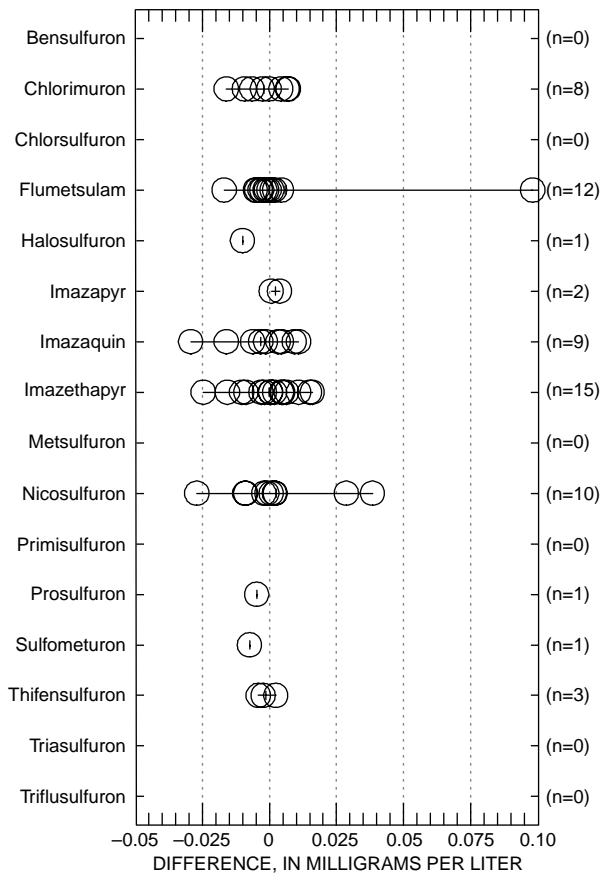 Bensulfuron (n=0)
Chlorimuron (n=8)
Chlorsulfuron (n=0)
Flumetsulam (n=12)
Halosulfuron (n=1)
Imazapyr (n=2)
Imazaquin (n=9)
Imazethapyr (n=15)
Metsulfuron (n=0)
Nicosulfuron (n=10)
Primisulfuron (n=0)
Prosulfuron (n=1)
Sulfometuron (n=1)
Thifensulfuron (n=3)
Triasulfuron (n=0)
Triflusulfuron (n=0)
–0.05 –0.025 0 0.025 0.05 0.075 0.10
DIFFERENCE, IN MILLIGRAMS PER LITER